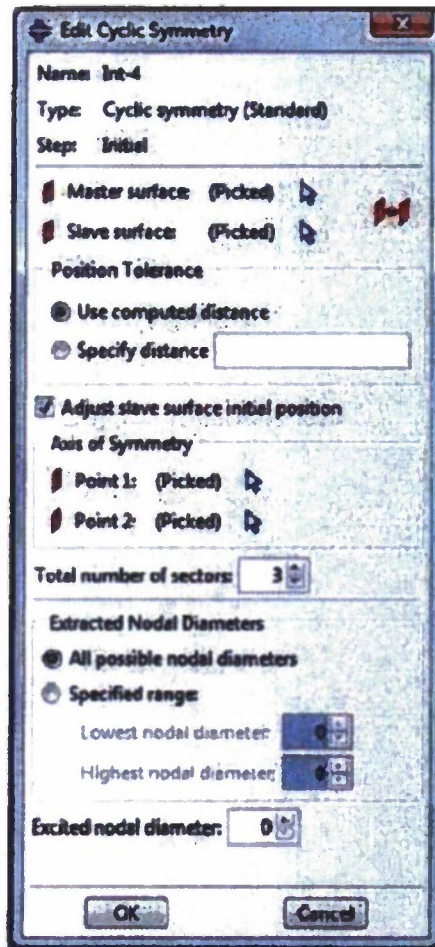 Edit Cyclic Symmetry
Name: Int-4
Type: Cyclic symmetry (Standard)
Step: Initial
Master surface: (Picked)
Slave surface: (Picked)
Position Tolerance
Use computed distance
Specify distance
Adjust slave surface initial position
Axis of Symmetry
Point 1: (Picked)
Point 2: (Picked)
Total number of sectors: 3
Extracted Nodal Diameters
All possible nodal diameters
Specified range:
Lowest nodal diameter: 0
Highest nodal diameter: 0
Excited nodal diameter: 0
OK Cancel